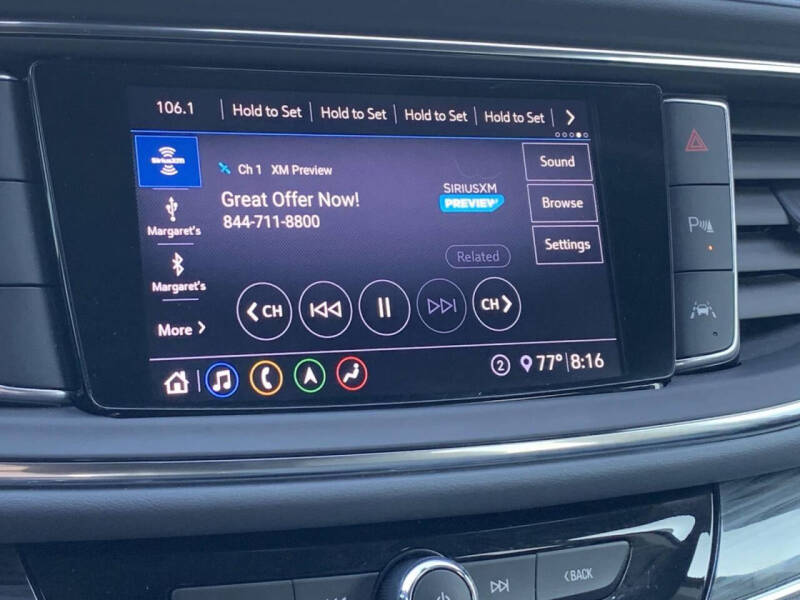 106.1 Hold to Set Hold to Set Hold to Set Hold to Set
SiriusXM
Ch 1 XM Preview
Great Offer Now!
844-711-8800
SIRIUSXM
PREVIEW
Sound
Browse
Settings
Margaret's
Margaret's
More
Related
CH
CH
2 77° 8:16
P
BACK